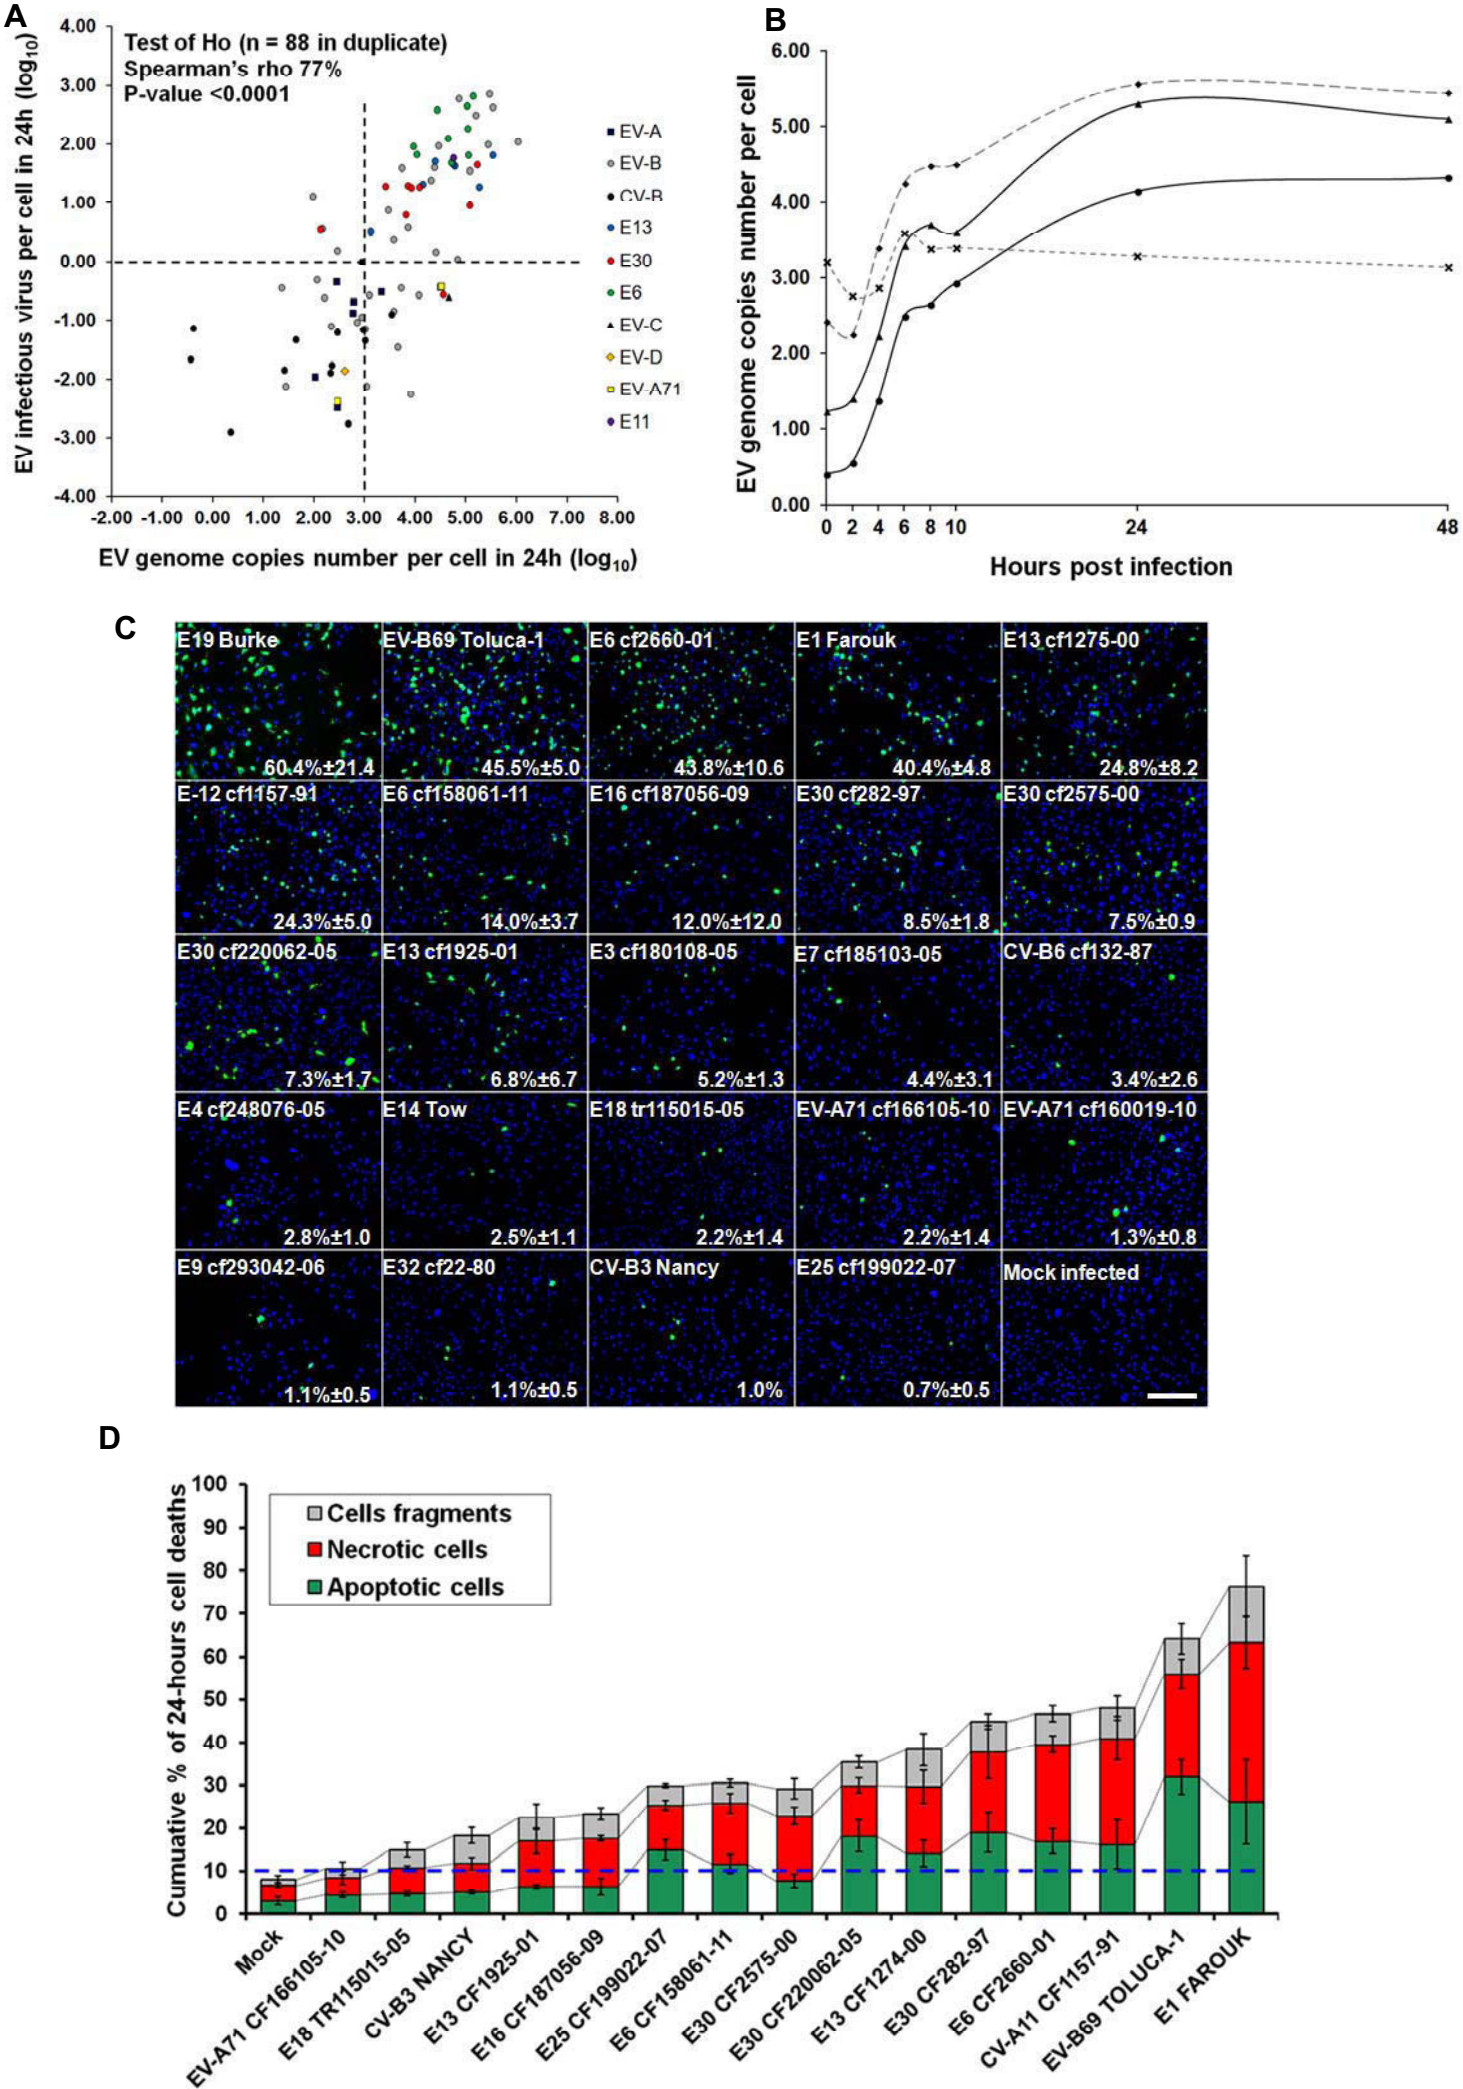 A
4.00
3.00
2.00
1.00
0.00
-1.00
-2.00
-3.00
-4.00
EV infectious virus per cell in 24h (log10)
Test of Ho (n = 88 in duplicate)
Spearman's rho 77%
P-value <0.0001
EV-A
EV-B
CV-B
E13
E30
E6
EV-C
EV-D
EV-A71
E11
-2.00 -1.00 0.00 1.00 2.00 3.00 4.00 5.00 6.00 7.00 8.00
EV genome copies number per cell in 24h (log10)
B
6.00
5.00
4.00
3.00
2.00
1.00
0.00
EV genome copies number per cell
0 2 4 6 8 10 24 48
Hours post infection
C
E19 Burke EV-B69 Toluca-1 E6 cf2660-01 E1 Farouk E13 cf1275-00
60.4%±21.4 45.5%±5.0 43.8%±10.6 40.4%±4.8 24.8%±8.2
E-12 cf1157-91 E6 cf158061-11 E16 cf187056-09 E30 cf282-97 E30 cf2575-00
24.3%±5.0 14.0%±3.7 12.0%±12.0 8.5%±1.8 7.5%±0.9
E30 cf220062-05 E13 cf1925-01 E3 cf180108-05 E7 cf185103-05 CV-B6 cf132-87
7.3%±1.7 6.8%±6.7 5.2%±1.3 4.4%±3.1 3.4%±2.6
E4 cf248076-05 E14 Tow E18 tr115015-05 EV-A71 cf166105-10 EV-A71 cf160019-10
2.8%±1.0 2.5%±1.1 2.2%±1.4 2.2%±1.4 1.3%±0.8
E9 cf293042-06 E32 cf22-80 CV-B3 Nancy E25 cf199022-07 Mock infected
1.1%±0.5 1.1%±0.5 1.0% 0.7%±0.5
D
100
90
80
70
60
50
40
30
20
10
0
Cumuative % of 24-hours cell deaths
Cells fragments
Necrotic cells
Apoptotic cells
Mock
EV-A71 CF166105-10
E18 TR115015-05
CV-B3 NANCY
E13 CF1925-01
E16 CF187056-09
E25 CF199022-07
E6 CF158061-11
E30 CF2575-00
E30 CF220062-05
E13 CF1274-00
E30 CF282-97
E6 CF2660-01
CV-A11 CF1157-91
EV-B69 TOLUCA-1
E1 FAROUK